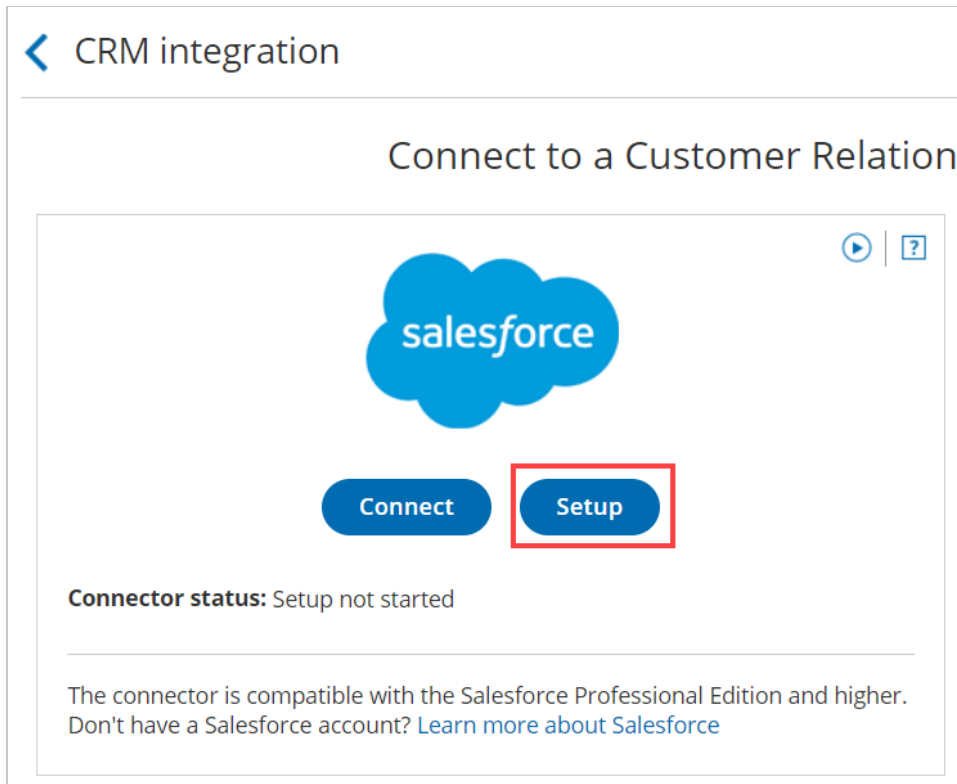 CRM integration
Connect to a Customer Relation
?
salesforce
Connect
Setup
Connector status: Setup not started
The connector is compatible with the Salesforce Professional Edition and higher.
Don't have a Salesforce account? Learn more about Salesforce